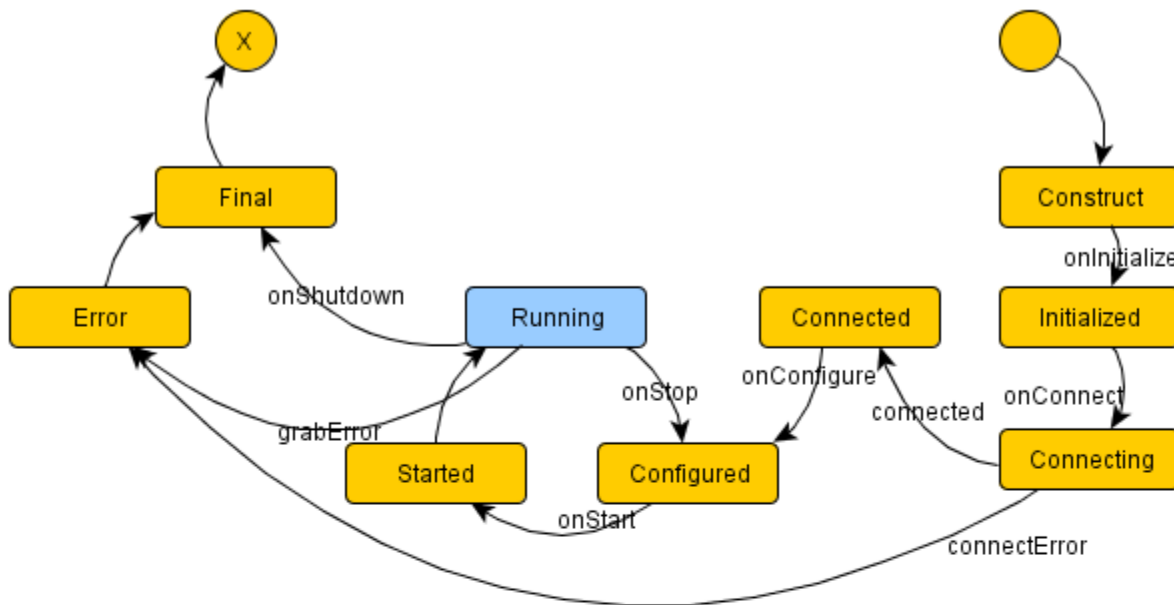 X
Final
Construct
onInitialize
onShutdown
Error
Running
Connected
Initialized
onStop
onConfigure
onConnect
connected
grabError
Started
Configured
Connecting
onStart
connectError